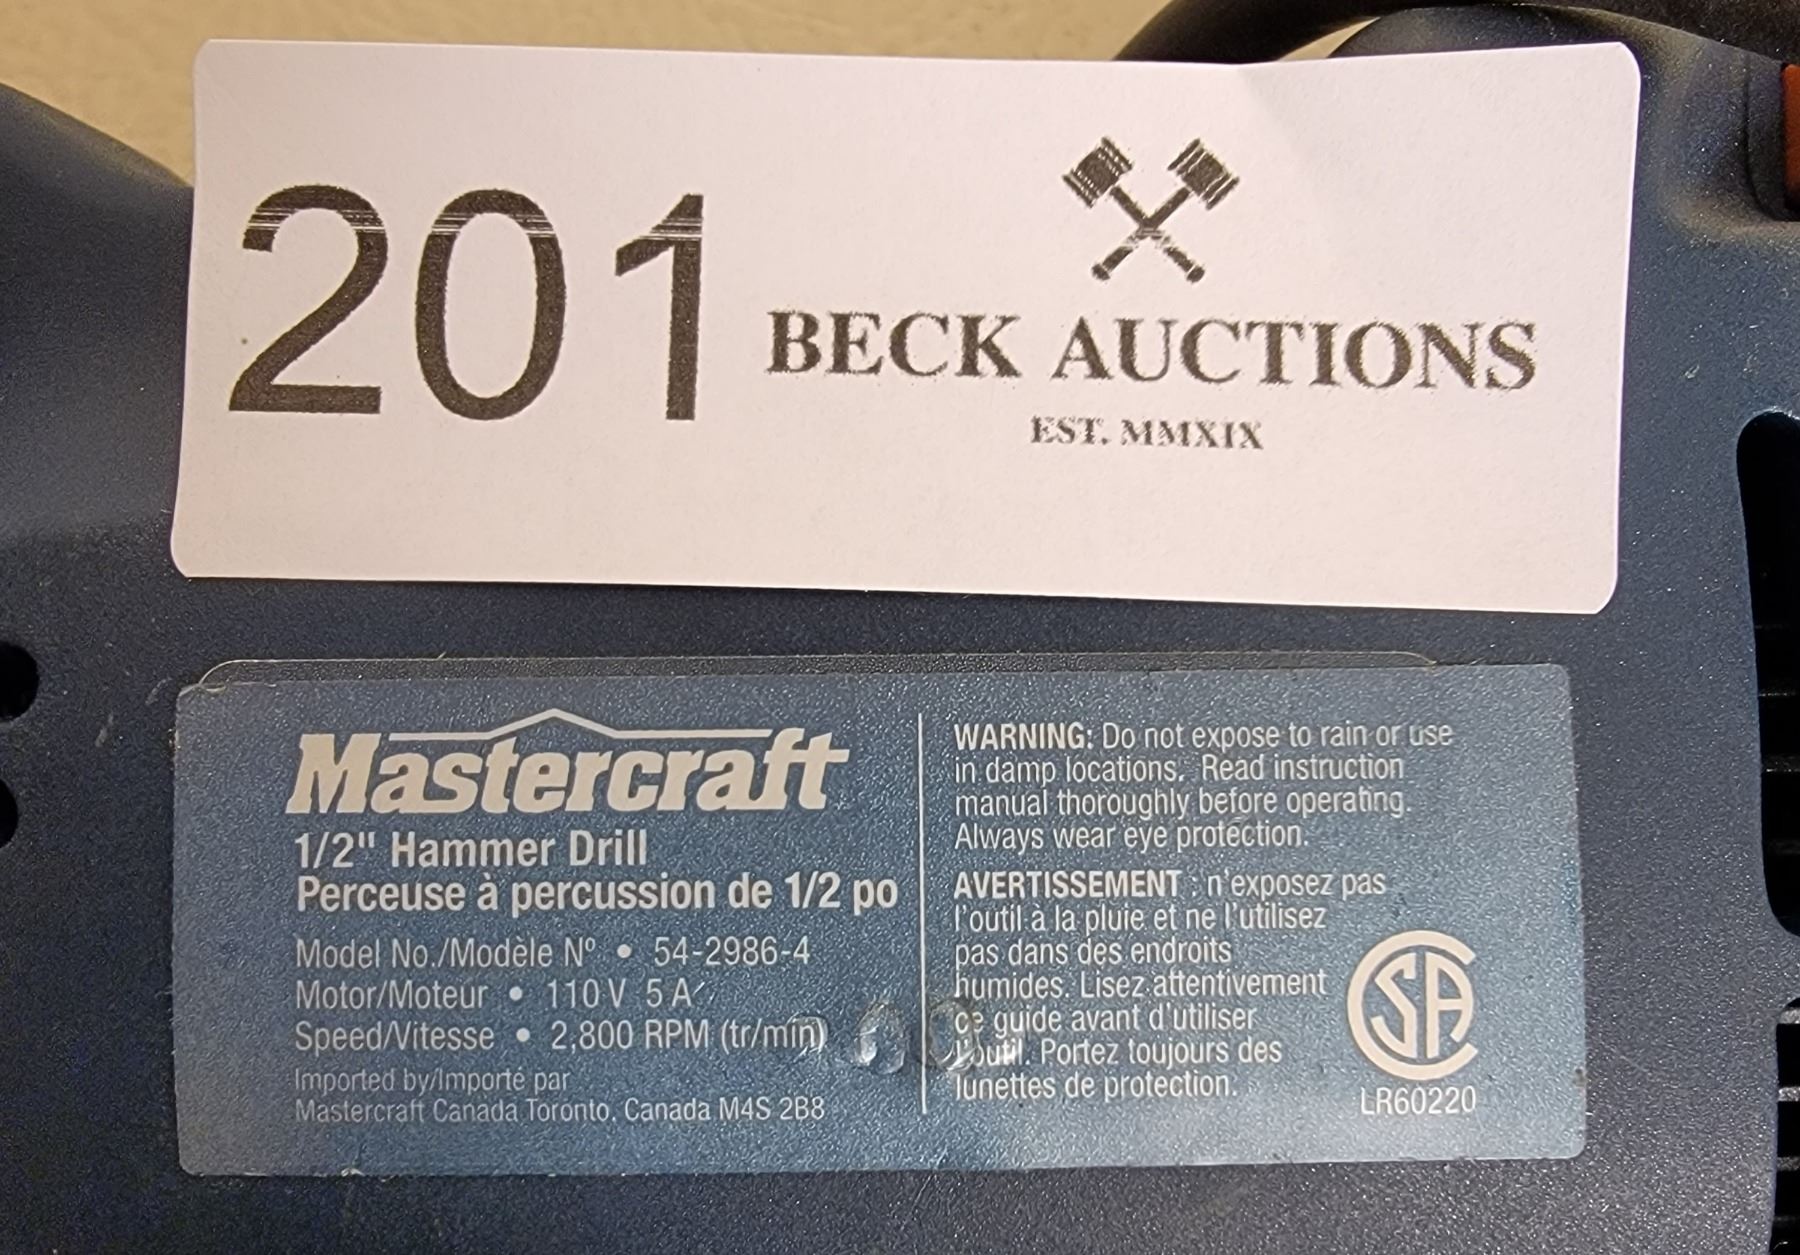 201
BECK AUCTIONS
EST. MMXIX
Mastercraft
1/2" Hammer Drill
Perceuse à percussion de 1/2 po
Model No./Modèle Nº • 54-2986-4
Motor/Moteur • 110 V 5 A
Speed/Vitesse • 2,800 RPM (tr/min)
Imported by/Importé par
Mastercraft Canada Toronto, Canada M4S 2B8
WARNING: Do not expose to rain or use
in damp locations. Read instruction
manual thoroughly before operating.
Always wear eye protection.
AVERTISSEMENT : n'exposez pas
l'outil à la pluie et ne l'utilisez
pas dans des endroits
humides. Lisez attentivement
ce guide avant d'utiliser
l'outil. Portez toujours des
lunettes de protection.
CSA
LR60220